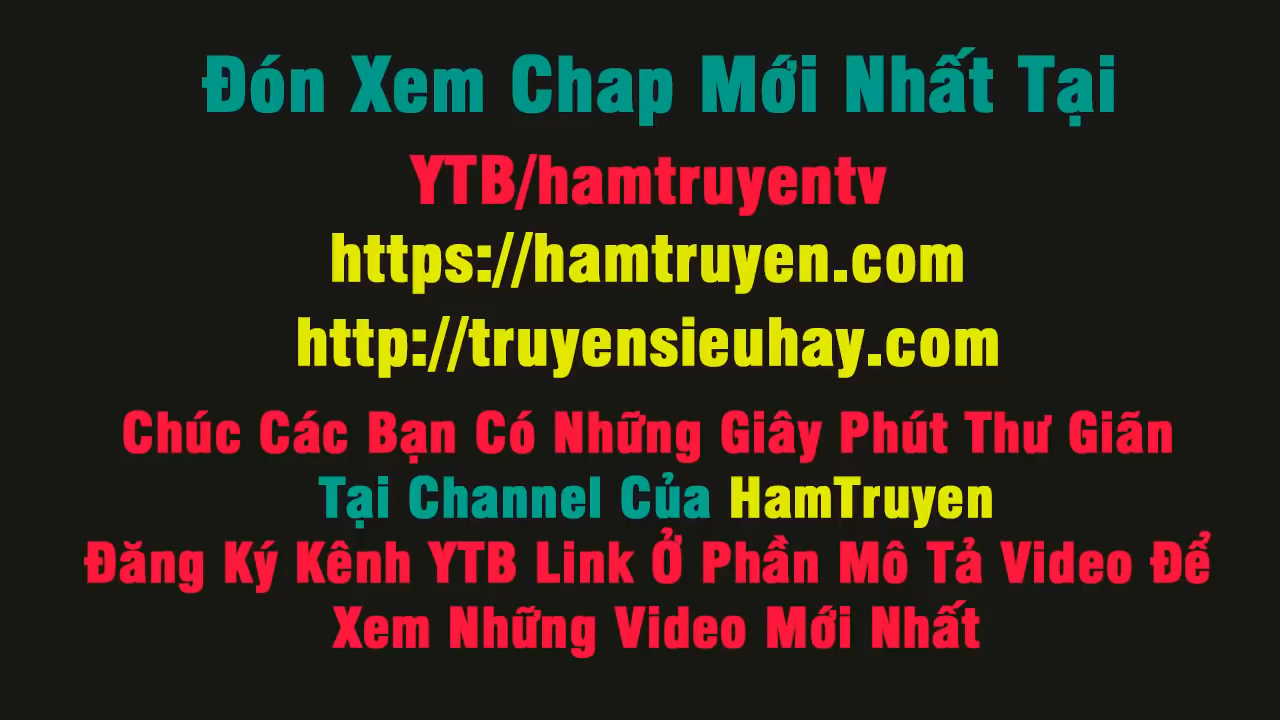 Đón Xem Chap Mới Nhất Tại
YTB/hamtruyentv
https://hamtruyen.com
http://truyensieuhay.com
Chúc Các Bạn Có Những Giây Phút Thư Giãn
Tại Channel Của HamTruyen
Đăng Ký Kênh YTB Link Ở Phần Mô Tả Video Để
Xem Những Video Mới Nhất